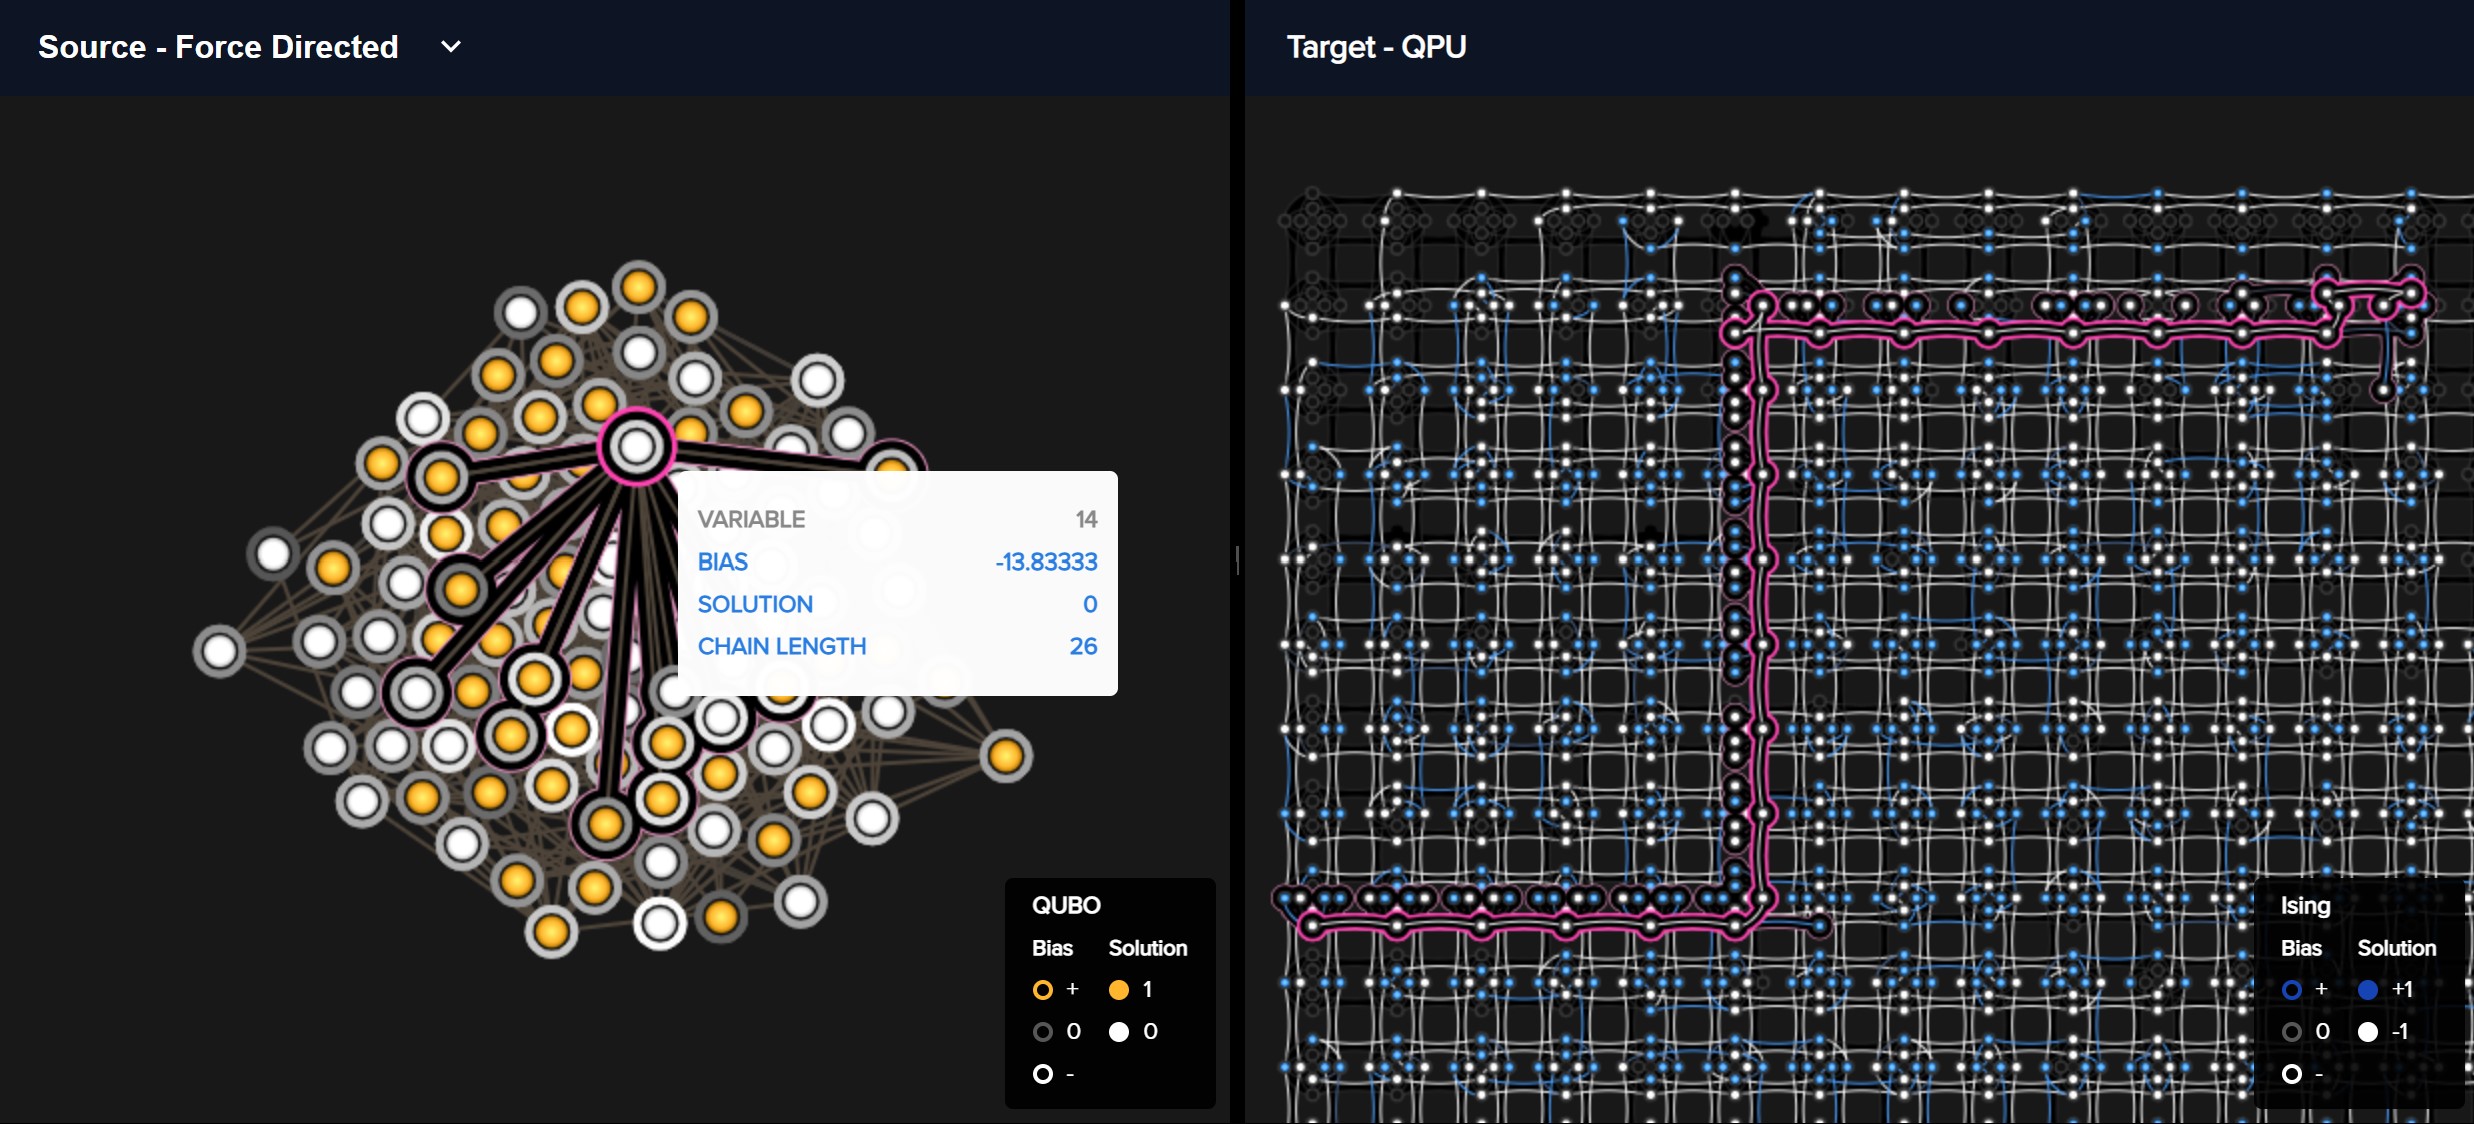 Source - Force Directed
Target - QPU
VARIABLE 14
BIAS -13.83333
SOLUTION 0
CHAIN LENGTH 26
QUBO
Bias Solution
+ 1
0 0
-
Ising
Bias Solution
+ +1
0 -1
-